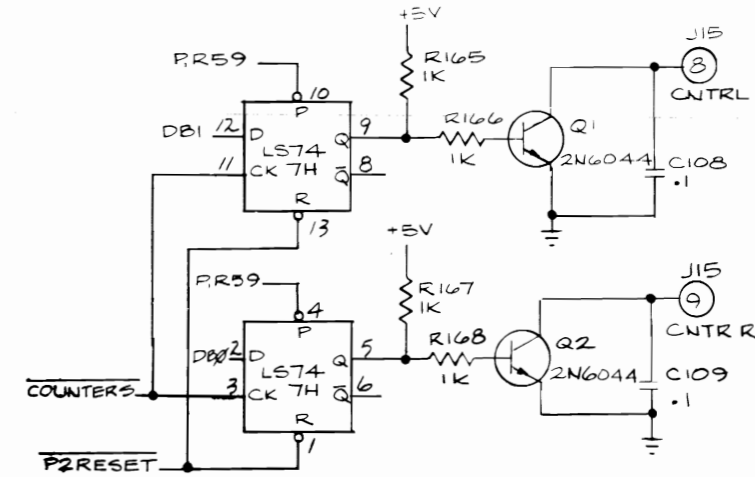 +5V
P,R59
10
P
R165
1K
J15
8
CNTRL
DB1
12
D
Q
9
R166
1K
Q1
2N6044
LS74
7H
11
CK
Q̅
8
R
13
C108
.1
P,R59
4
P
+5V
R167
1K
J15
9
CNTR R
DBØ
2
D
Q
5
R168
1K
Q2
2N6044
LS74
7H
3
CK
Q̅
6
R
1
C109
.1
COUNTERS
P2RESET